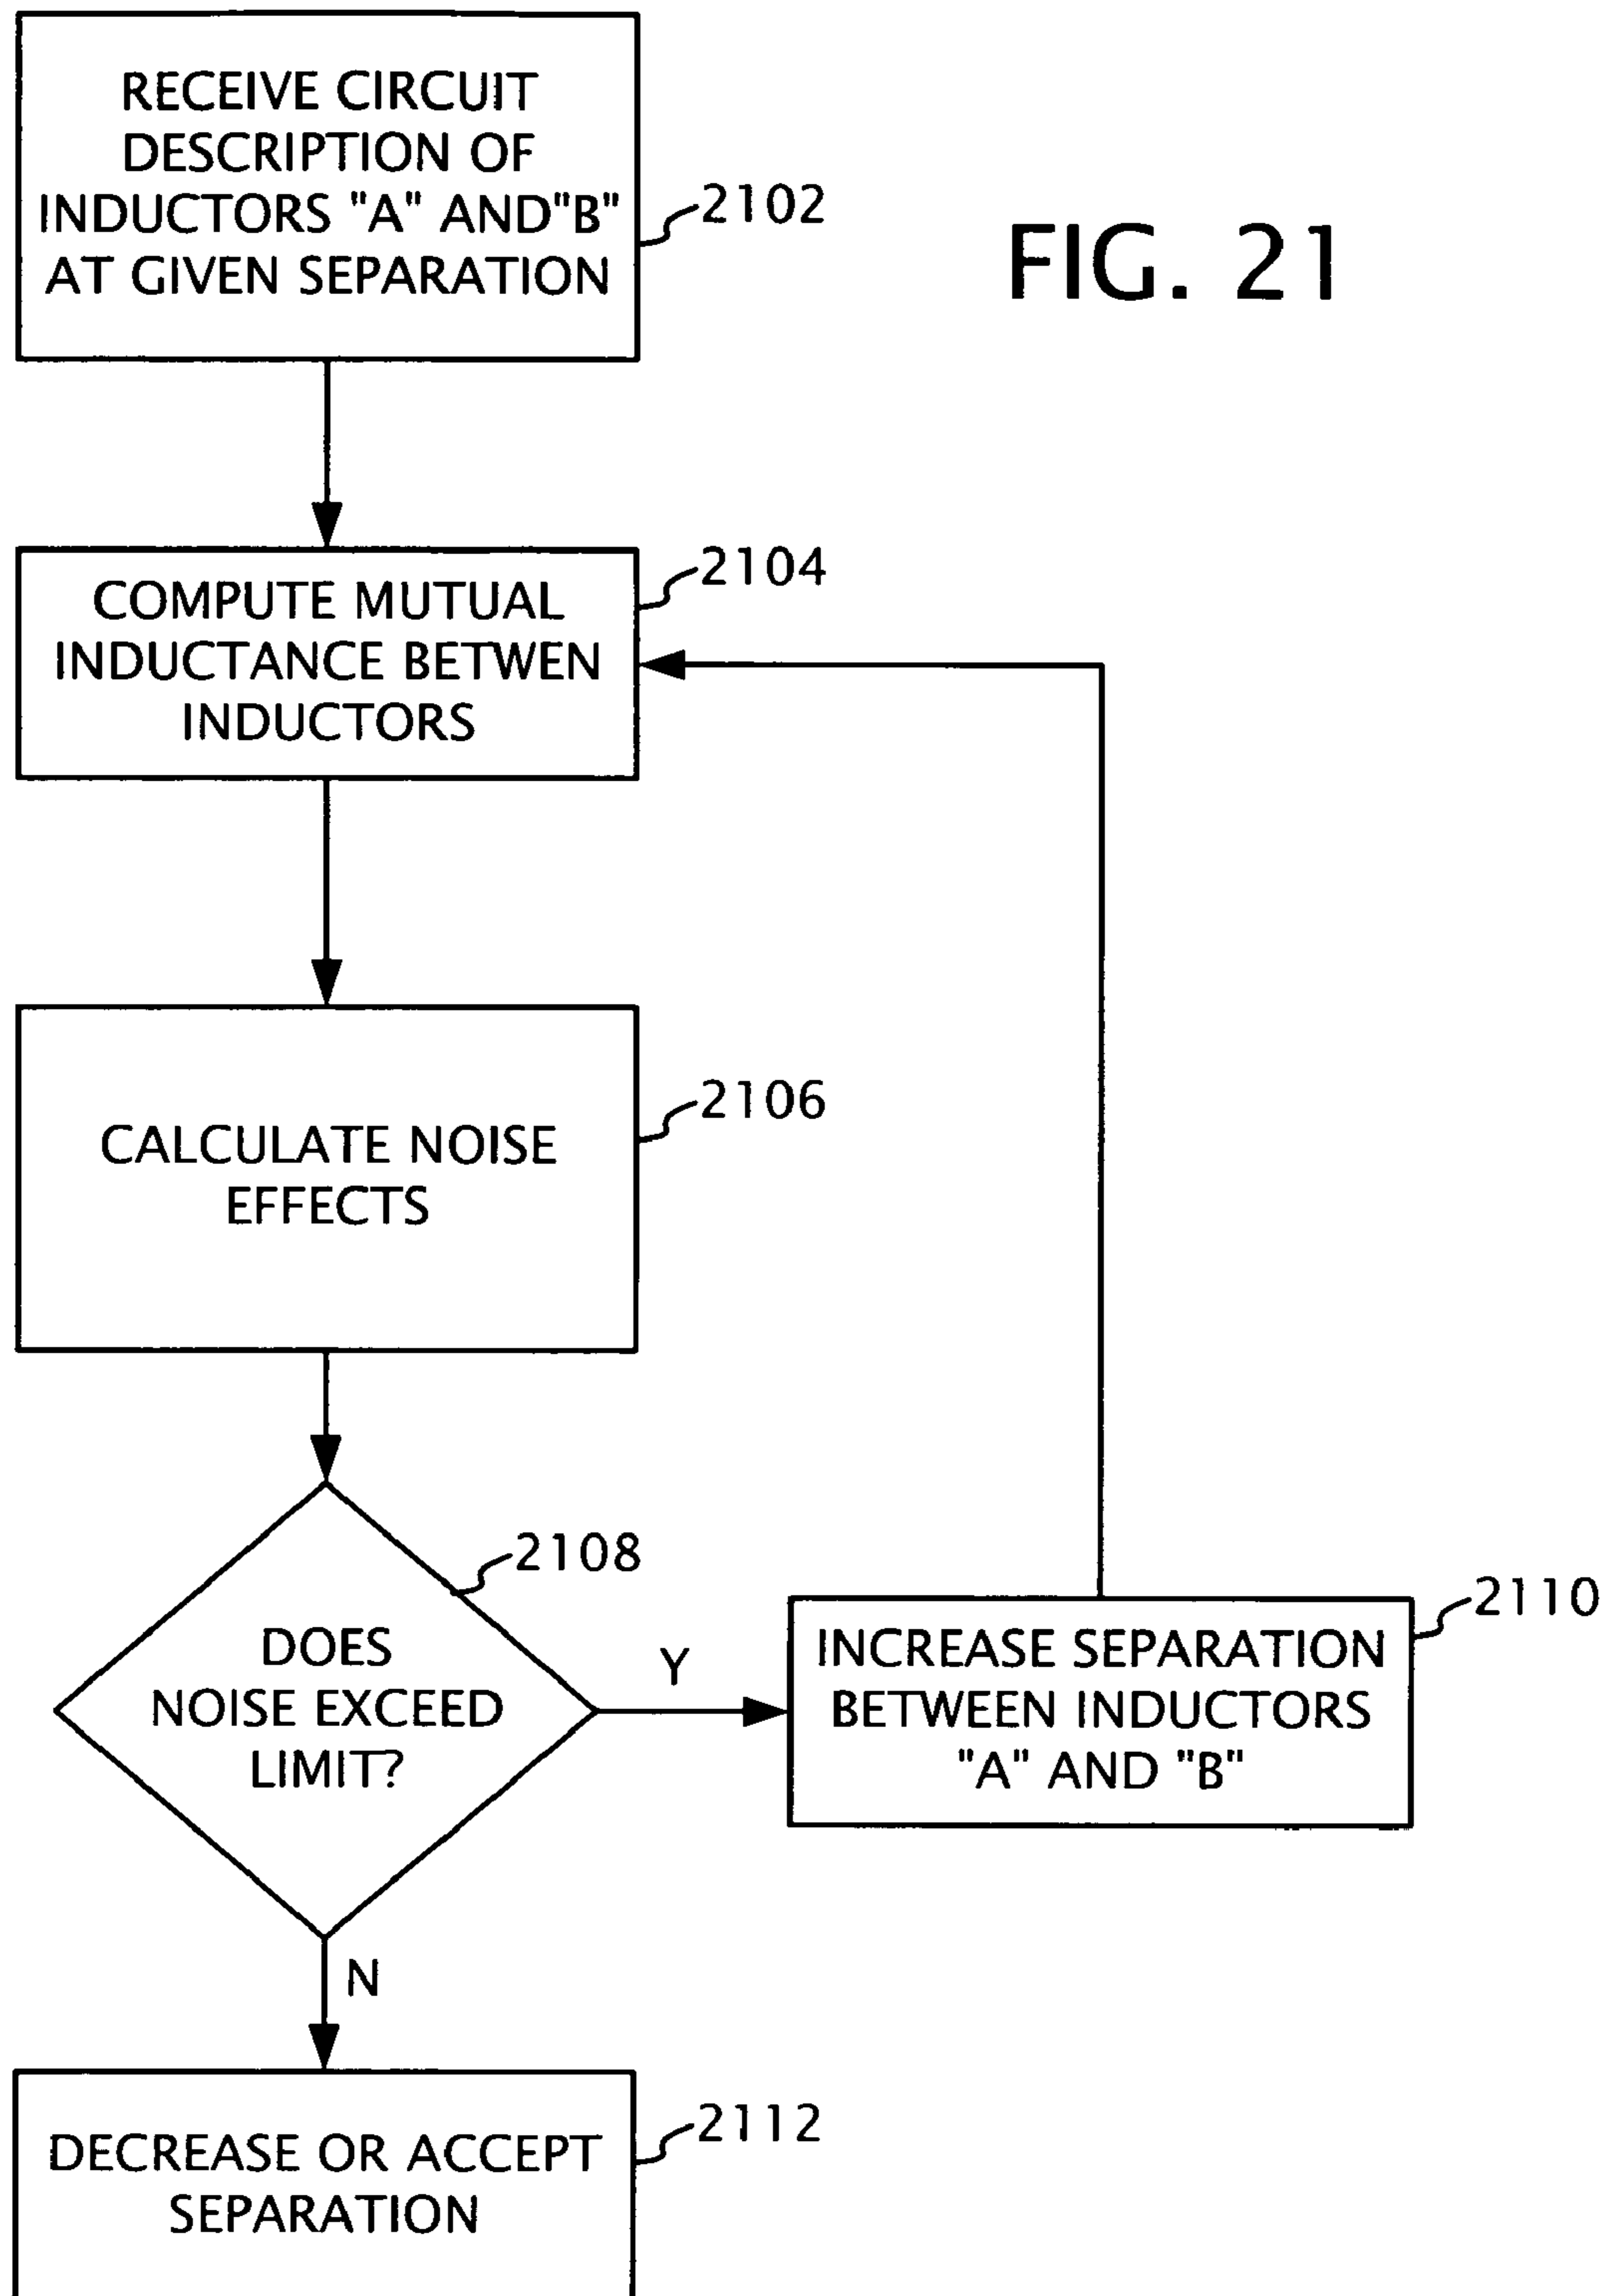 RECEIVE CIRCUIT
DESCRIPTION OF
INDUCTORS "A" AND"B"
AT GIVEN SEPARATION
2102
FIG. 21
COMPUTE MUTUAL
INDUCTANCE BETWEN
INDUCTORS
2104
CALCULATE NOISE
EFFECTS
2106
DOES
NOISE EXCEED
LIMIT?
2108
Y
INCREASE SEPARATION
BETWEEN INDUCTORS
"A" AND "B"
2110
N
DECREASE OR ACCEPT
SEPARATION
2112